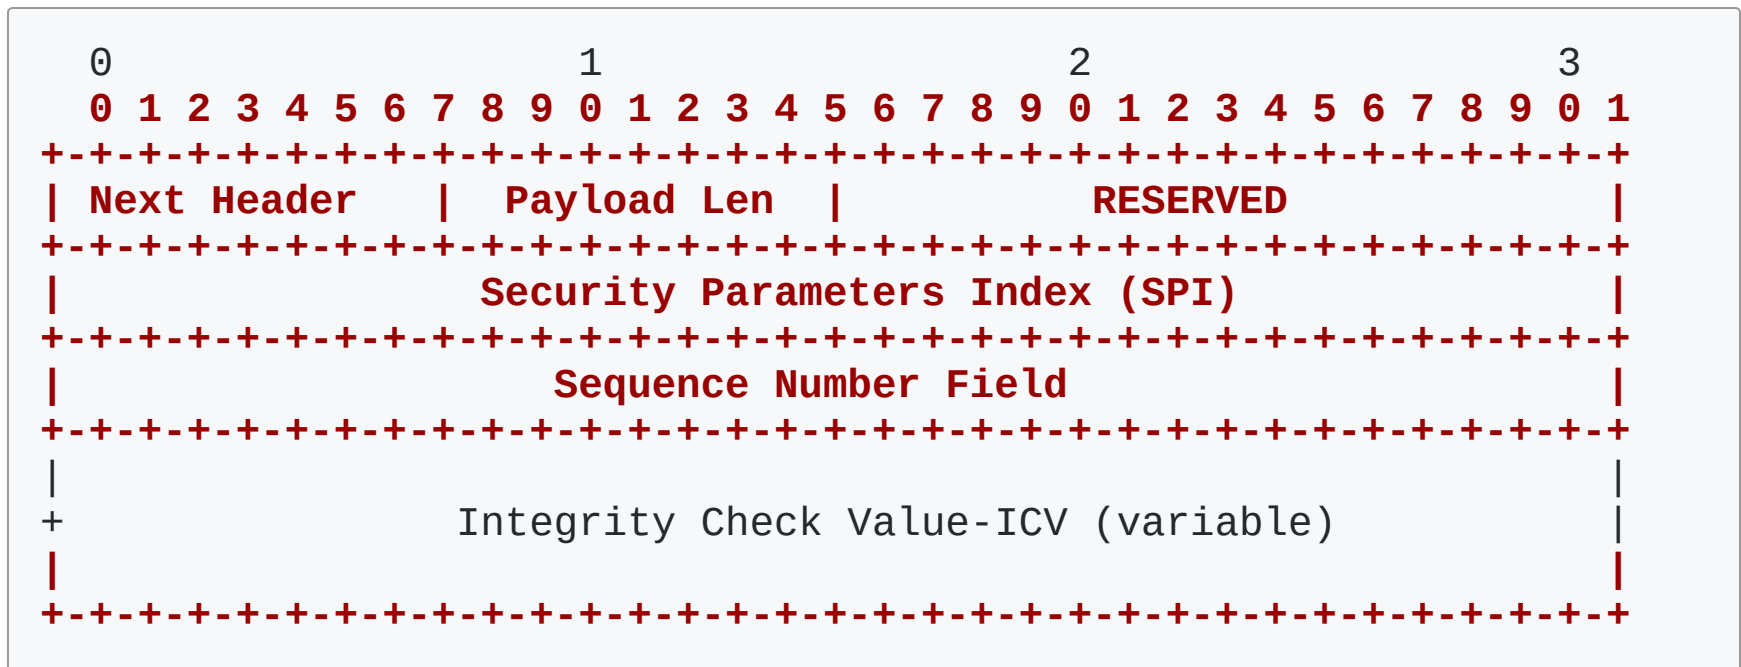 0                   1                   2                   3
  0 1 2 3 4 5 6 7 8 9 0 1 2 3 4 5 6 7 8 9 0 1 2 3 4 5 6 7 8 9 0 1
+-+-+-+-+-+-+-+-+-+-+-+-+-+-+-+-+-+-+-+-+-+-+-+-+-+-+-+-+-+-+-+-+
| Next Header   |  Payload Len  |          RESERVED             |
+-+-+-+-+-+-+-+-+-+-+-+-+-+-+-+-+-+-+-+-+-+-+-+-+-+-+-+-+-+-+-+-+
|                 Security Parameters Index (SPI)               |
+-+-+-+-+-+-+-+-+-+-+-+-+-+-+-+-+-+-+-+-+-+-+-+-+-+-+-+-+-+-+-+-+
|                    Sequence Number Field                      |
+-+-+-+-+-+-+-+-+-+-+-+-+-+-+-+-+-+-+-+-+-+-+-+-+-+-+-+-+-+-+-+-+
|                                                               |
+                Integrity Check Value-ICV (variable)           |
|                                                               |
+-+-+-+-+-+-+-+-+-+-+-+-+-+-+-+-+-+-+-+-+-+-+-+-+-+-+-+-+-+-+-+-+